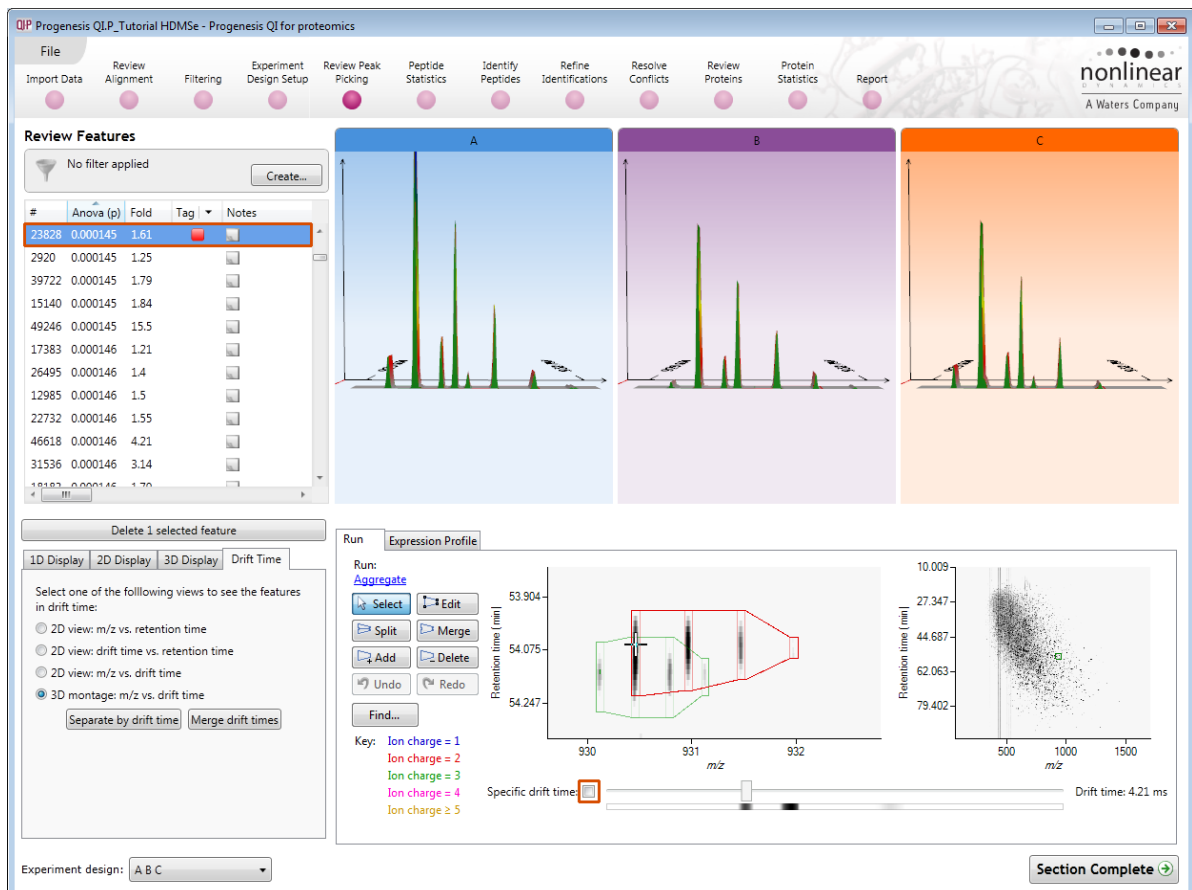 Progenesis QI.P_Tutorial HDMSe - Progenesis QI for proteomics
File
Import Data
Review Alignment
Filtering
Experiment Design Setup
Review Peak Picking
Peptide Statistics
Identify Peptides
Refine Identifications
Resolve Conflicts
Review Proteins
Protein Statistics
Report
nonlinear
DYNAMICS
A Waters Company
Review Features
No filter applied
Create...
# Anova (p) Fold Tag Notes
23828 0.000145 1.61
2920 0.000145 1.25
39722 0.000145 1.79
15140 0.000145 1.84
49246 0.000145 15.5
17383 0.000146 1.21
26495 0.000146 1.4
12985 0.000146 1.5
22732 0.000146 1.55
46618 0.000146 4.21
31536 0.000146 3.14
A
B
C
Delete 1 selected feature
1D Display 2D Display 3D Display Drift Time
Select one of the folllowing views to see the features
in drift time:
2D view: m/z vs. retention time
2D view: drift time vs. retention time
2D view: m/z vs. drift time
3D montage: m/z vs. drift time
Separate by drift time Merge drift times
Run Expression Profile
Run:
Aggregate
Select Edit
Split Merge
Add Delete
Undo Redo
Find...
Key: Ion charge = 1
Ion charge = 2
Ion charge = 3
Ion charge = 4
Ion charge ≥ 5
Retention time [min]
53.904
54.075
54.247
930 931 932
m/z
Retention time [min]
10.009
27.347
44.687
62.063
79.402
500 1000 1500
m/z
Specific drift time:
Drift time: 4.21 ms
Experiment design: A B C
Section Complete